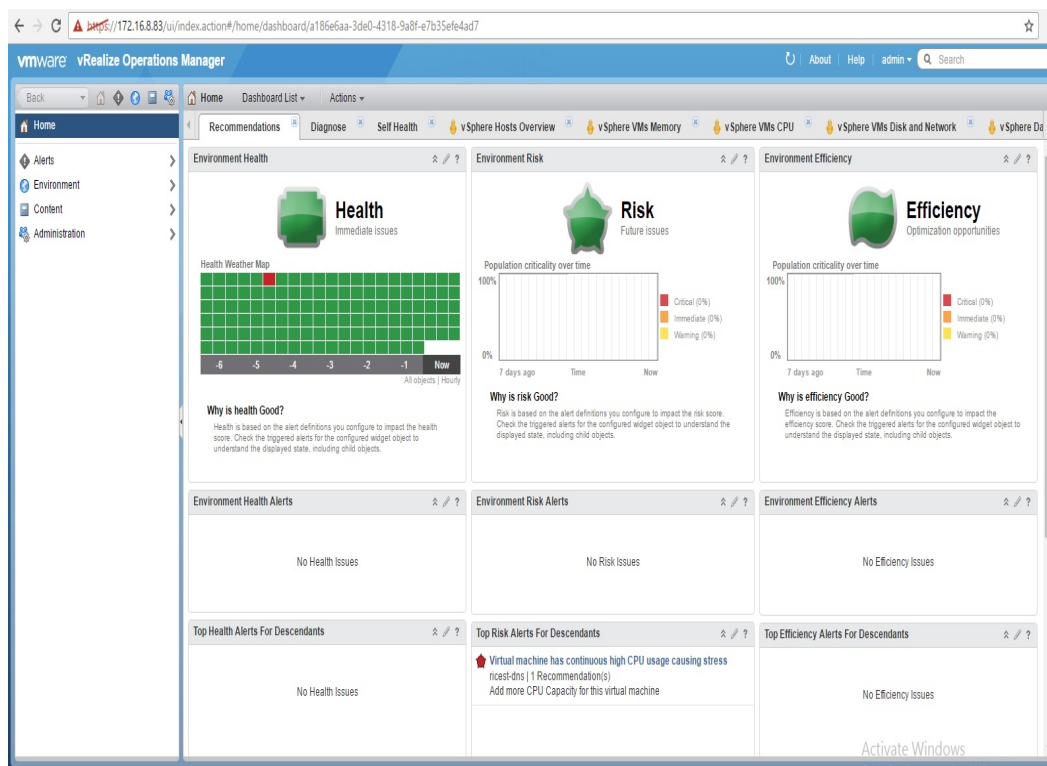 https://172.16.8.83/ui/index.action#/home/dashboard/a186e6aa-3de0-4318-9a8f-e7b35efe4ad7
vmware vRealize Operations Manager
About | Help | admin Search
Back
Home Dashboard List Actions
Home
Alerts
Environment
Content
Administration
Recommendations Diagnose Self Health vSphere Hosts Overview vSphere VMs Memory vSphere VMs CPU vSphere VMs Disk and Network vSphere Da
Environment Health
?
Health
Immediate issues
Health Weather Map
-6 -5 -4 -3 -2 -1 Now
All objects | Hourly
Why is health Good?
Health is based on the alert definitions you configure to impact the health
score. Check the triggered alerts for the configured widget object to
understand the displayed state, including child objects.
Environment Risk
?
Risk
Future issues
Population criticality over time
100%
Critical (0%)
Immediate (0%)
Warning (0%)
0%
7 days ago Time Now
Why is risk Good?
Risk is based on the alert definitions you configure to impact the risk score.
Check the triggered alerts for the configured widget object to understand the
displayed state, including child objects.
Environment Efficiency
?
Efficiency
Optimization opportunities
Population criticality over time
100%
Critical (0%)
Immediate (0%)
Warning (0%)
0%
7 days ago Time Now
Why is efficiency Good?
Efficiency is based on the alert definitions you configure to impact the
efficiency score. Check the triggered alerts for the configured widget object to
understand the displayed state, including child objects.
Environment Health Alerts
?
No Health Issues
Environment Risk Alerts
?
No Risk Issues
Environment Efficiency Alerts
?
No Efficiency Issues
Top Health Alerts For Descendants
?
No Health Issues
Top Risk Alerts For Descendants
?
Virtual machine has continuous high CPU usage causing stress
ricest-dns | 1 Recommendation(s)
Add more CPU Capacity for this virtual machine
Top Efficiency Alerts For Descendants
?
No Efficiency Issues
Activate Windows